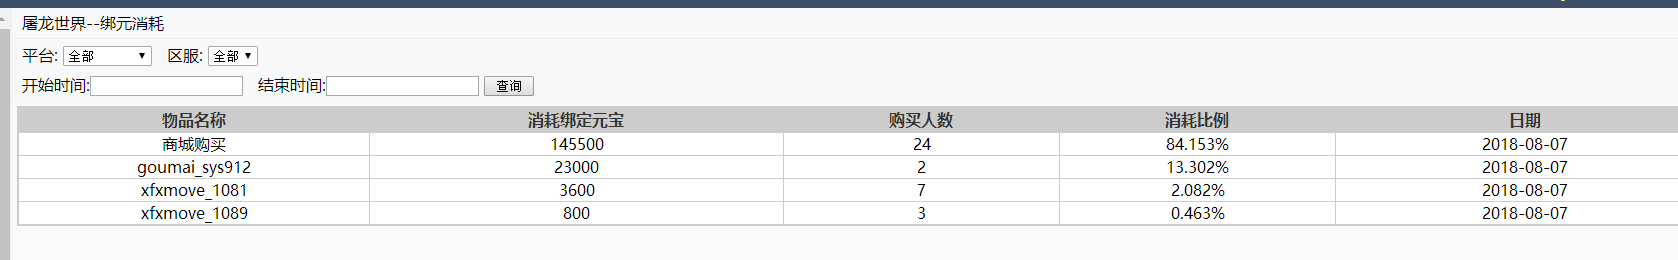 屠龙世界--绑元消耗
平台: 全部 区服: 全部
开始时间: 结束时间: 查询
物品名称 消耗绑定元宝 购买人数 消耗比例 日期
商城购买 145500 24 84.153% 2018-08-07
goumai_sys912 23000 2 13.302% 2018-08-07
xfxmove_1081 3600 7 2.082% 2018-08-07
xfxmove_1089 800 3 0.463% 2018-08-07